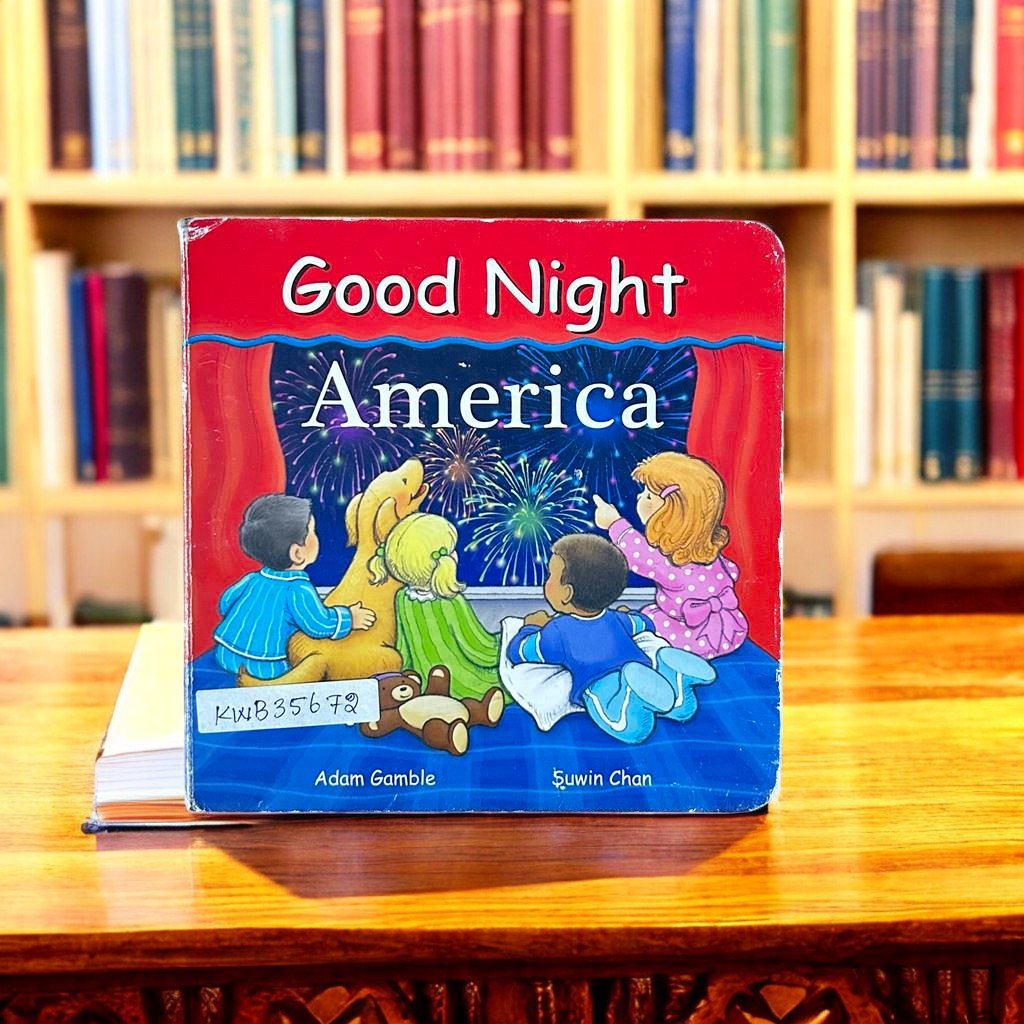 Good Night
America
KWB35672
Adam Gamble Suwin Chan